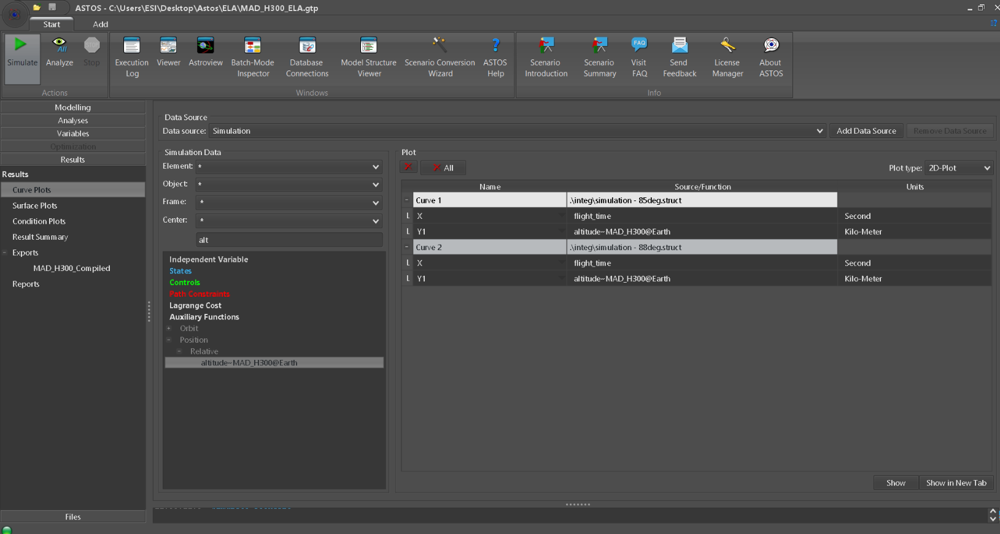 ASTOS - C:\Users\ESI\Desktop\Astos\ELA\MAD_H300_ELA.gtp
Start
Add
Simulate
All
Analyze
STOP
Stop
Actions
Execution
Log
Viewer
Astroview
Batch-Mode
Inspector
Database
Connections
Model Structure
Viewer
Scenario Conversion
Wizard
ASTOS
Help
Windows
Scenario
Introduction
Scenario
Summary
FAQ
Visit
FAQ
Send
Feedback
License
Manager
About
ASTOS
Info
Modelling
Analyses
Variables
Optimization
Results
Results
Curve Plots
Surface Plots
Condition Plots
Result Summary
Exports
MAD_H300_Compiled
Reports
Files
Data Source
Data source: Simulation
Add Data Source
Remove Data Source
Simulation Data
Element: *
Object: *
Frame: *
Center: *
alt
Independent Variable
States
Controls
Path Constraints
Lagrange Cost
Auxiliary Functions
+ Orbit
- Position
- Relative
altitude~MAD_H300@Earth
Plot
All
Plot type: 2D-Plot
Name Source/Function Units
- Curve 1 .\integ\simulation - 85deg.struct
L X flight_time Second
L Y1 altitude~MAD_H300@Earth Kilo-Meter
- Curve 2 .\integ\simulation - 88deg.struct
L X flight_time Second
L Y1 altitude~MAD_H300@Earth Kilo-Meter
Show
Show in New Tab